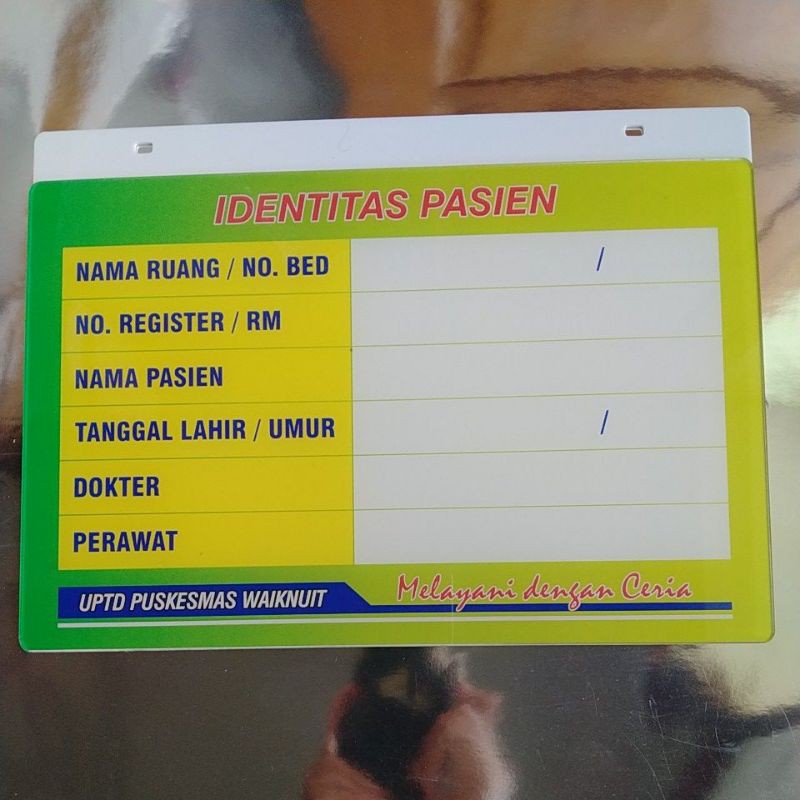 IDENTITAS PASIEN
NAMA RUANG / NO. BED /
NO. REGISTER / RM
NAMA PASIEN
TANGGAL LAHIR / UMUR /
DOKTER
PERAWAT
UPTD PUSKESMAS WAIKNUIT Melayani dengan Ceria